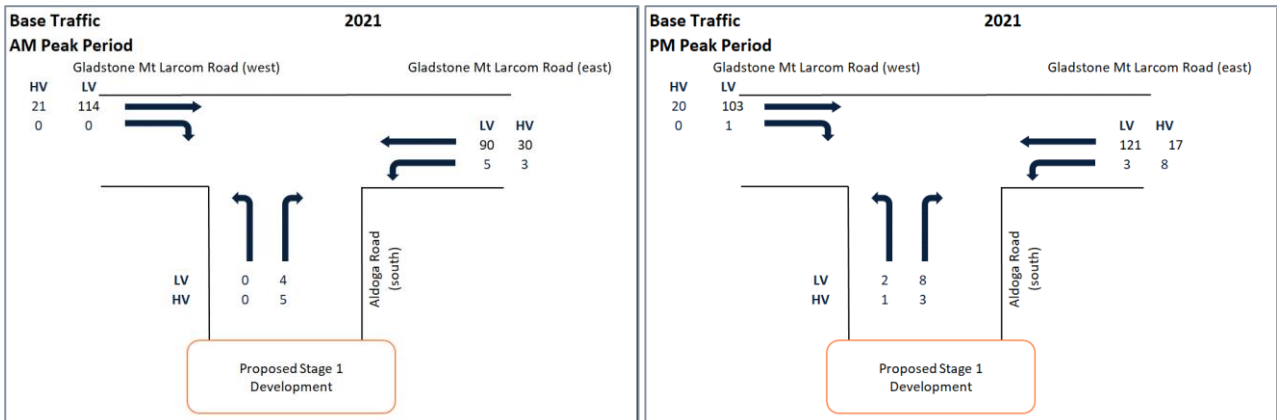 Base Traffic 2021
AM Peak Period
Gladstone Mt Larcom Road (west) Gladstone Mt Larcom Road (east)
HV LV
21 114
0 0
LV HV
90 30
5 3
LV 0 4
HV 0 5
Aldoga Road
(south)
Proposed Stage 1
Development
Base Traffic 2021
PM Peak Period
Gladstone Mt Larcom Road (west) Gladstone Mt Larcom Road (east)
HV LV
20 103
0 1
LV HV
121 17
3 8
LV 2 8
HV 1 3
Aldoga Road
(south)
Proposed Stage 1
Development